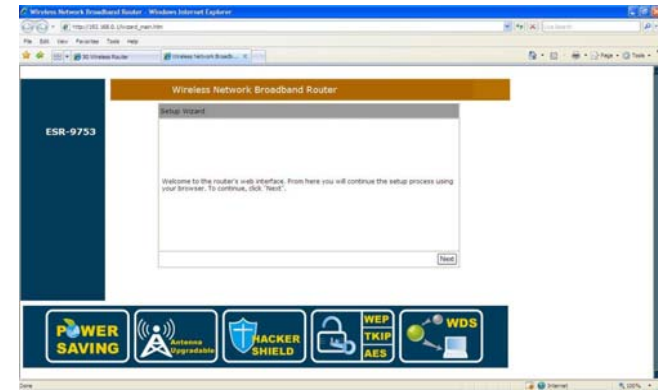 Wireless Network Broadband Router - Windows Internet Explorer
File Edit View Favorites Tools Help
Page Tools
Wireless Network Broadband Router
ESR-9753
Setup Wizard
Welcome to the router's web interface. From here you will continue the setup process using
your browser. To continue, click "Next".
Next
POWER
SAVING
Antenna
Upgradable
HACKER
SHIELD
WEP
TKIP
AES
WDS
Done
Internet